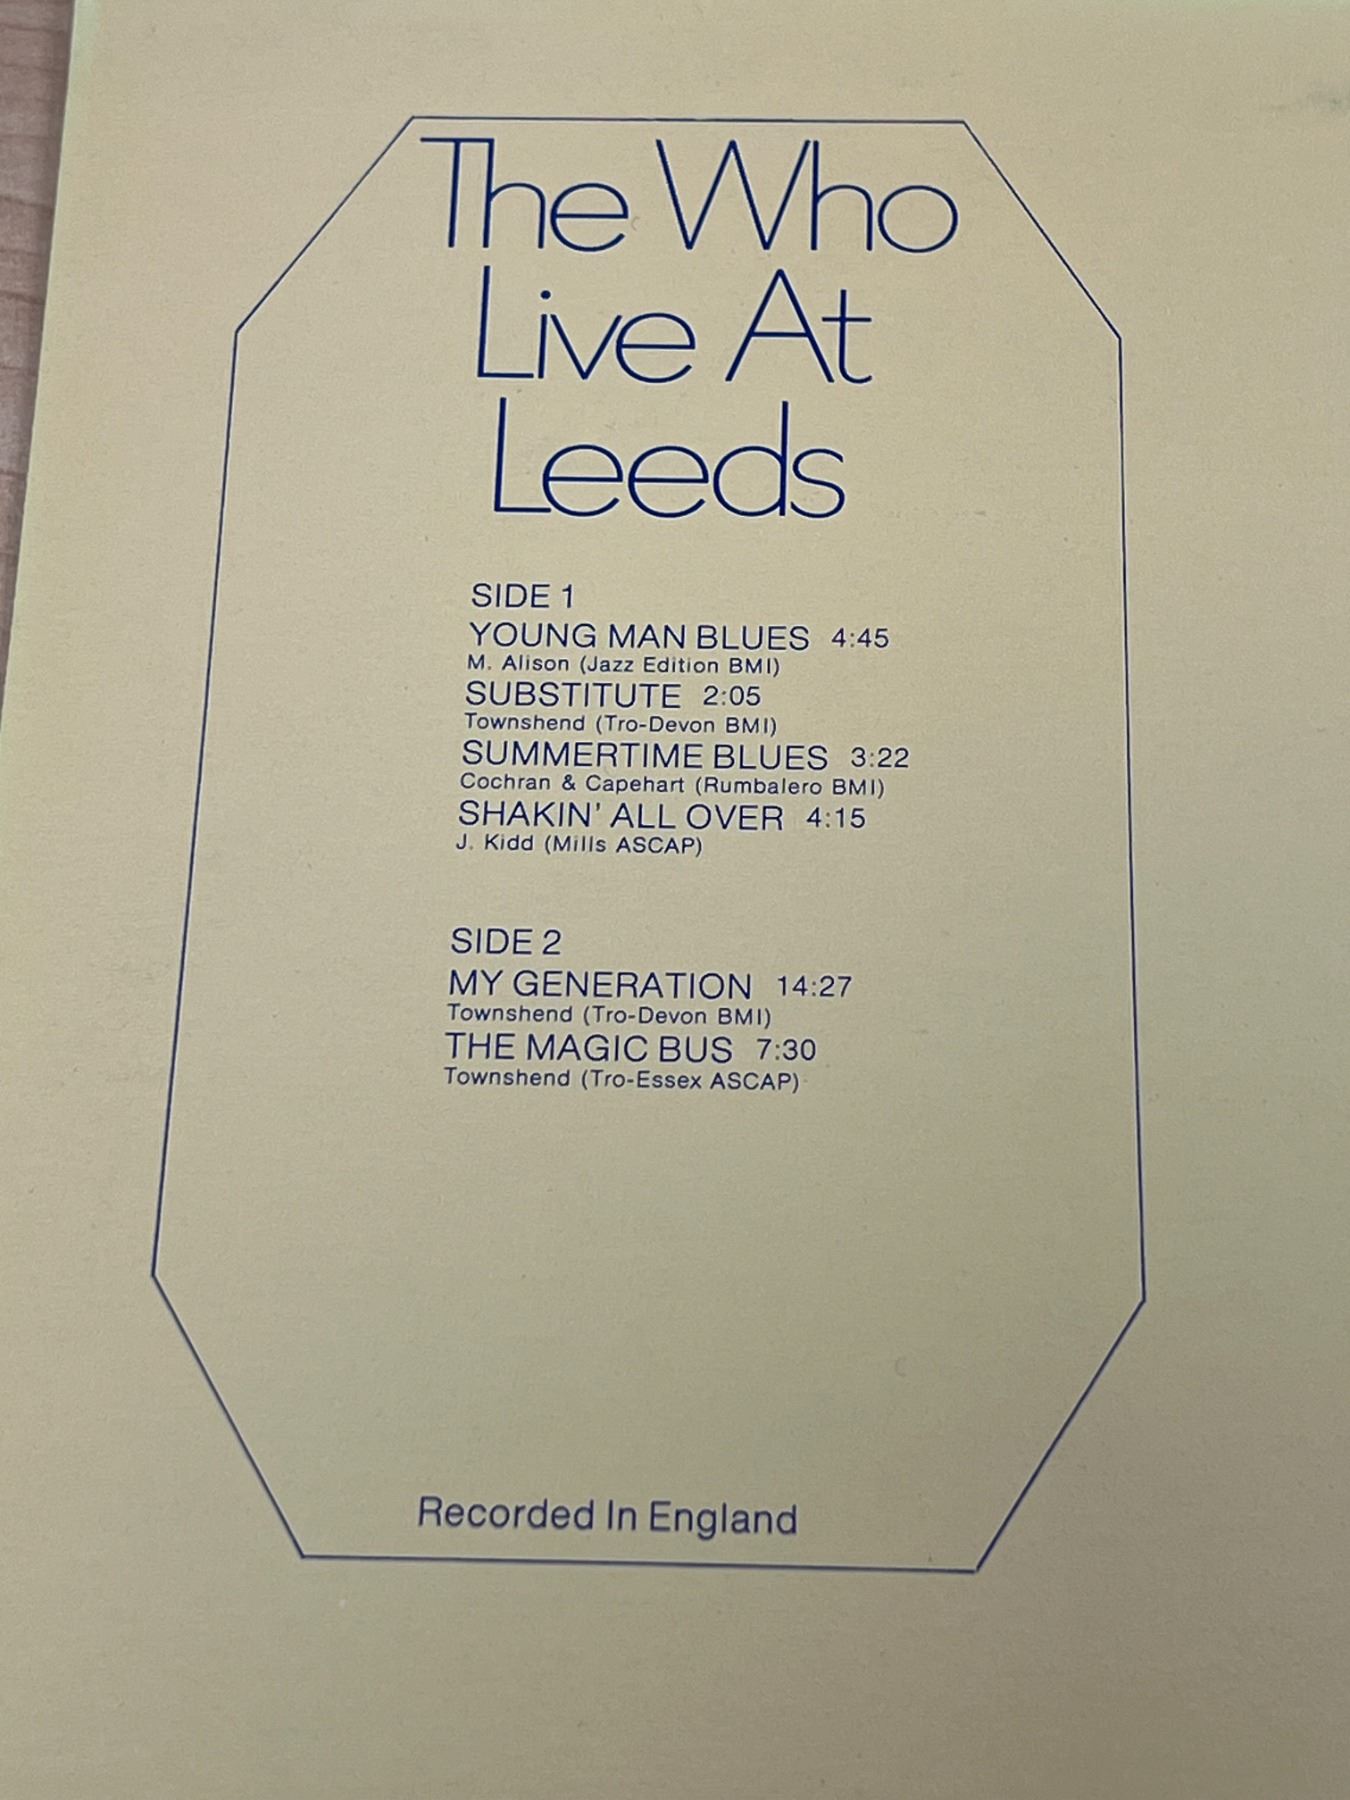 The Who
Live At
Leeds
SIDE 1
YOUNG MAN BLUES 4:45
M. Alison (Jazz Edition BMI)
SUBSTITUTE 2:05
Townshend (Tro-Devon BMI)
SUMMERTIME BLUES 3:22
Cochran & Capehart (Rumbalero BMI)
SHAKIN' ALL OVER 4:15
J. Kidd (Mills ASCAP)
SIDE 2
MY GENERATION 14:27
Townshend (Tro-Devon BMI)
THE MAGIC BUS 7:30
Townshend (Tro-Essex ASCAP)
Recorded In England